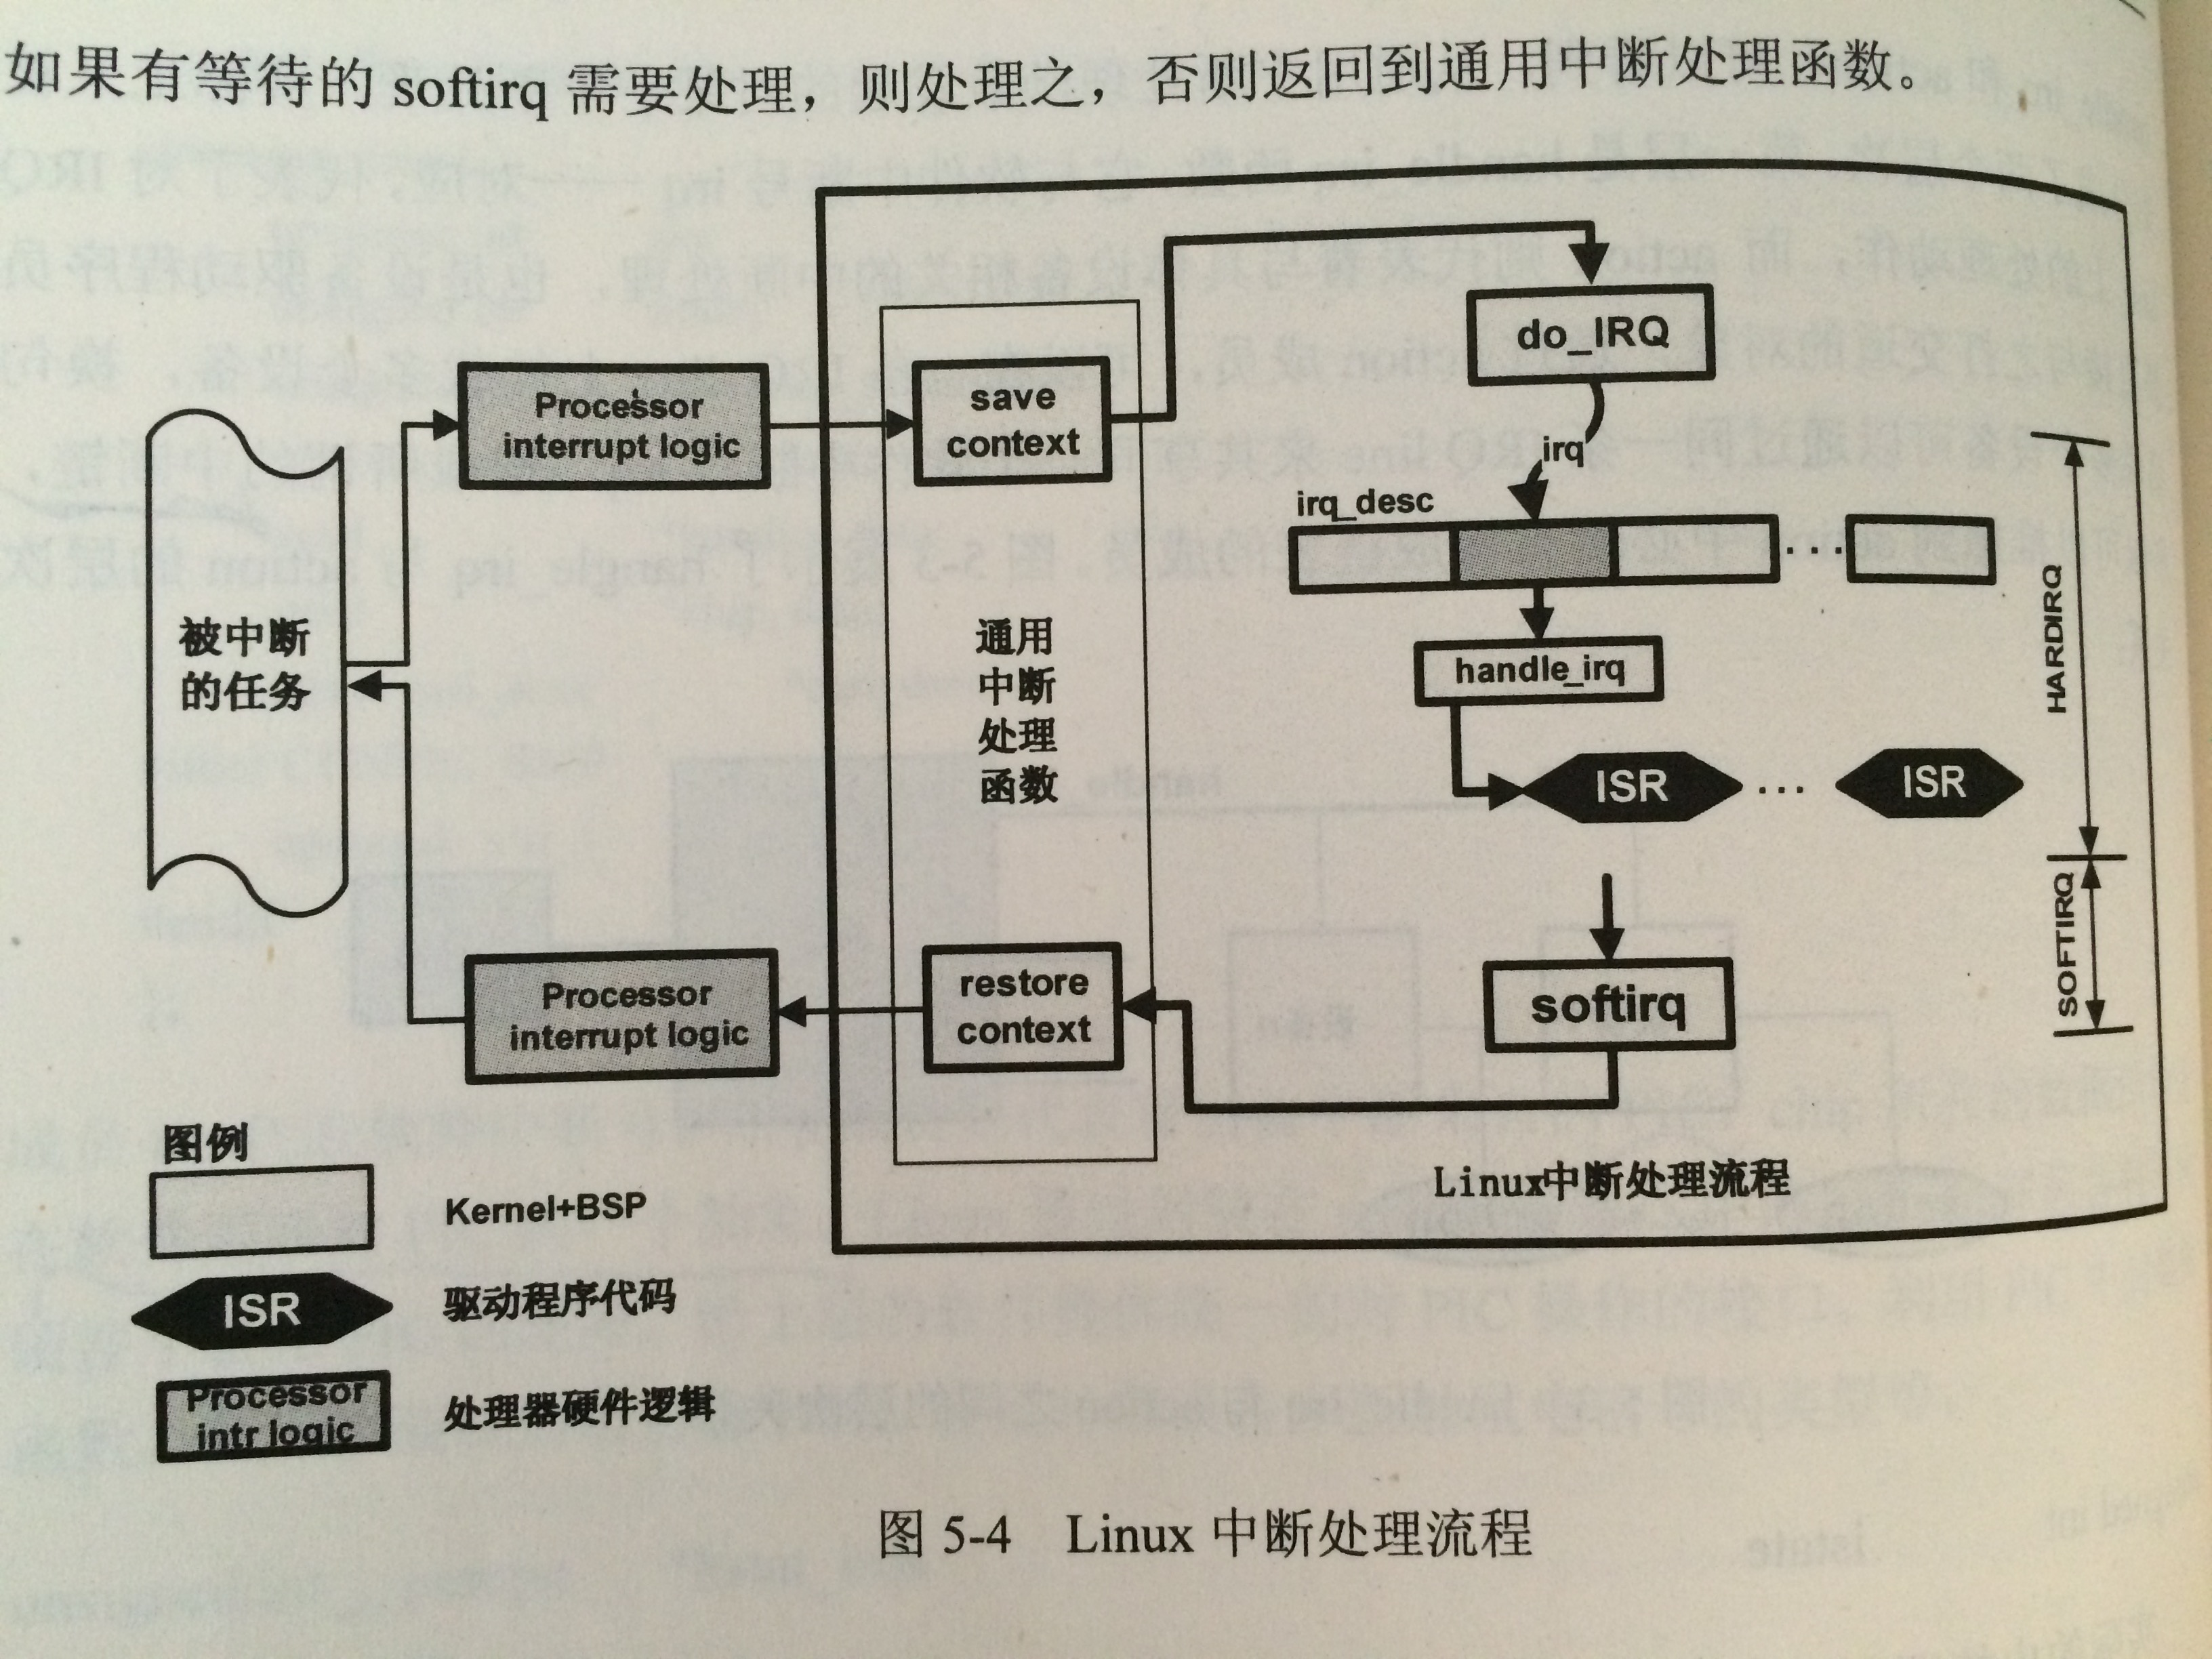 如果有等待的 softirq 需要处理，则处理之，否则返回到通用中断处理函数。
do_IRQ
Processor
interrupt logic
save
context
irq
irq_desc
...
被中断
的任务
通用
中断
处理
函数
handle_irq
HARDIRQ
ISR
...
ISR
SOFTIRQ
Processor
interrupt logic
restore
context
softirq
Linux中断处理流程
图例
Kernel+BSP
ISR
驱动程序代码
Processor
intr logic
处理器硬件逻辑
图 5-4 Linux 中断处理流程